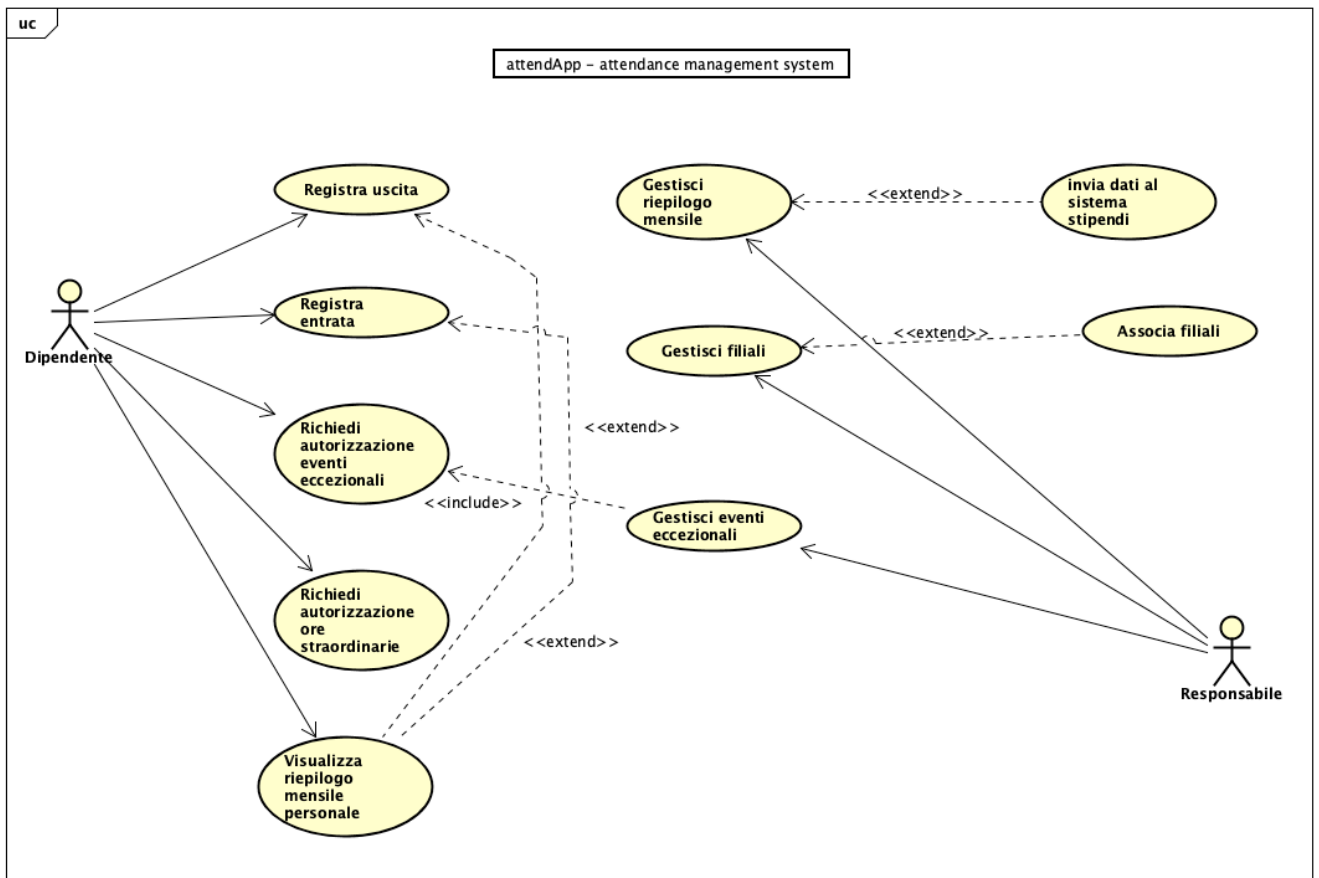 uc
attendApp - attendance management system
Registra uscita
Gestisci
riepilogo
mensile
<<extend>>
invia dati al
sistema
stipendi
Registra
entrata
Dipendente
Gestisci filiali
<<extend>>
Associa filiali
Richiedi
autorizzazione
eventi
eccezionali
<<extend>>
<<include>>
Gestisci eventi
eccezionali
Richiedi
autorizzazione
ore
straordinarie
<<extend>>
Responsabile
Visualizza
riepilogo
mensile
personale